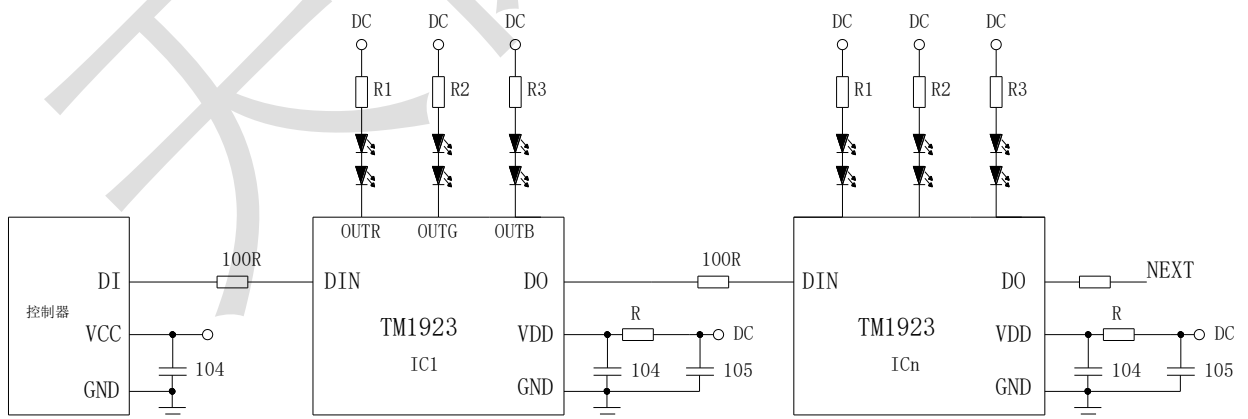 DC DC DC DC DC DC
R1 R2 R3 R1 R2 R3
OUTR OUTG OUTB
100R 100R
DI DIN DO DIN DO NEXT
控制器
VCC TM1923 VDD R DC TM1923 VDD R DC
104 IC1 104 105 ICn 104 105
GND GND GND
天